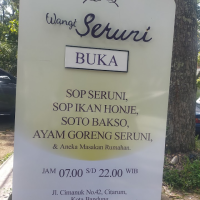 Wangi
Seruni
BUKA
SOP SERUNI,
SOP IKAN HONJE,
SOTO BAKSO,
AYAM GORENG SERUNI,
& Aneka Masakan Rumahan.
JAM 07.00 S/D 22.00 WIB
Jl. Cimanuk No.42, Citarum,
Kota Bandung